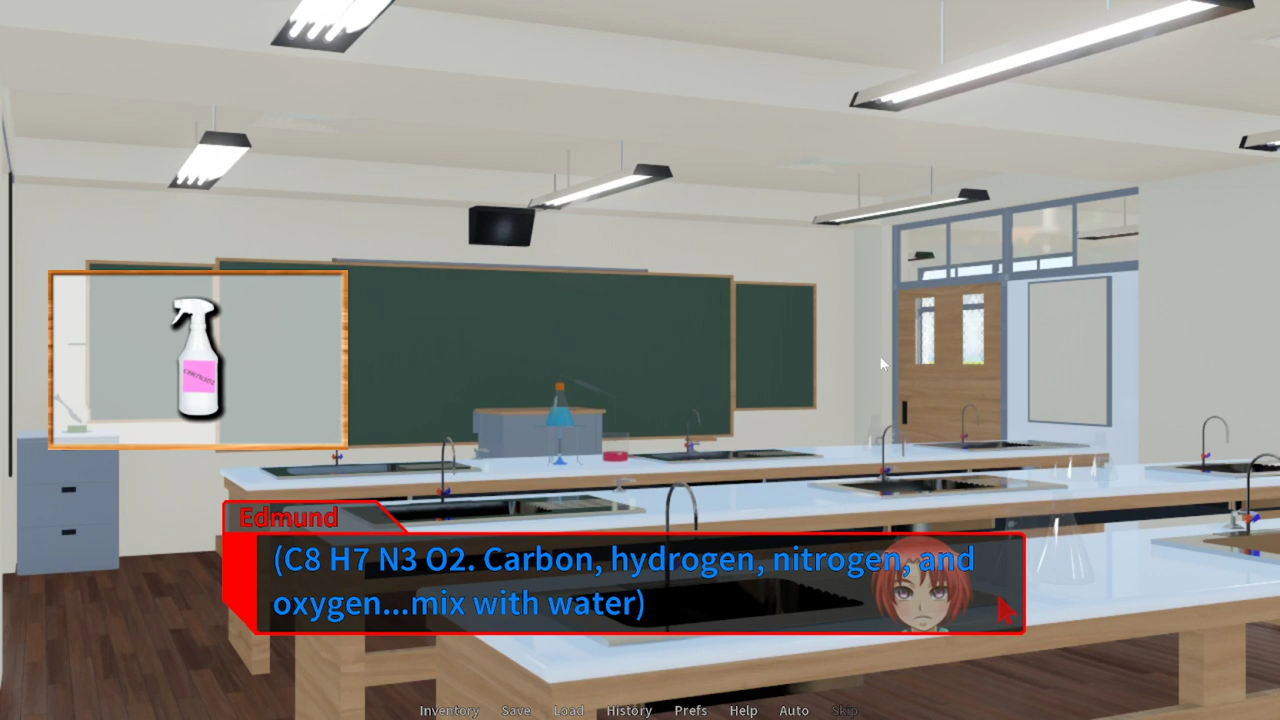 Edmund
(C8 H7 N3 O2. Carbon, hydrogen, nitrogen, and
oxygen...mix with water)
Inventory Save Load History Prefs Help Auto Skip